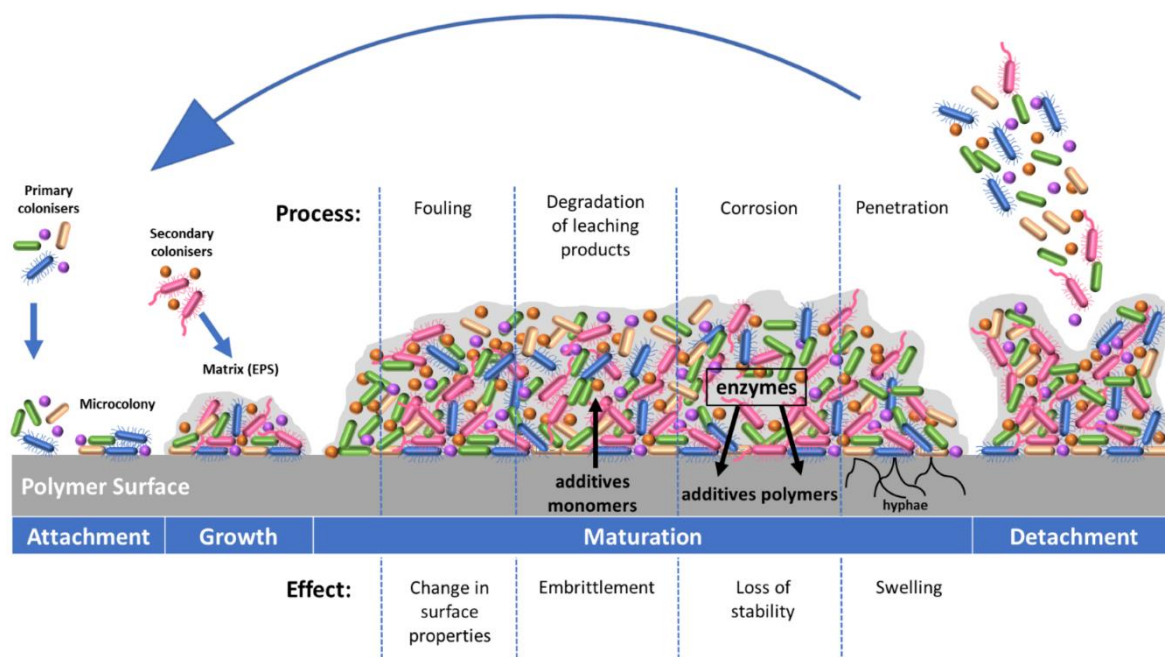 Primary
colonisers
Secondary
colonisers
Matrix (EPS)
Microcolony
Process:
Fouling
Degradation
of leaching
products
Corrosion
Penetration
enzymes
Polymer Surface
additives
monomers
additives polymers
hyphae
Attachment
Growth
Maturation
Detachment
Effect:
Change in
surface
properties
Embrittlement
Loss of
stability
Swelling